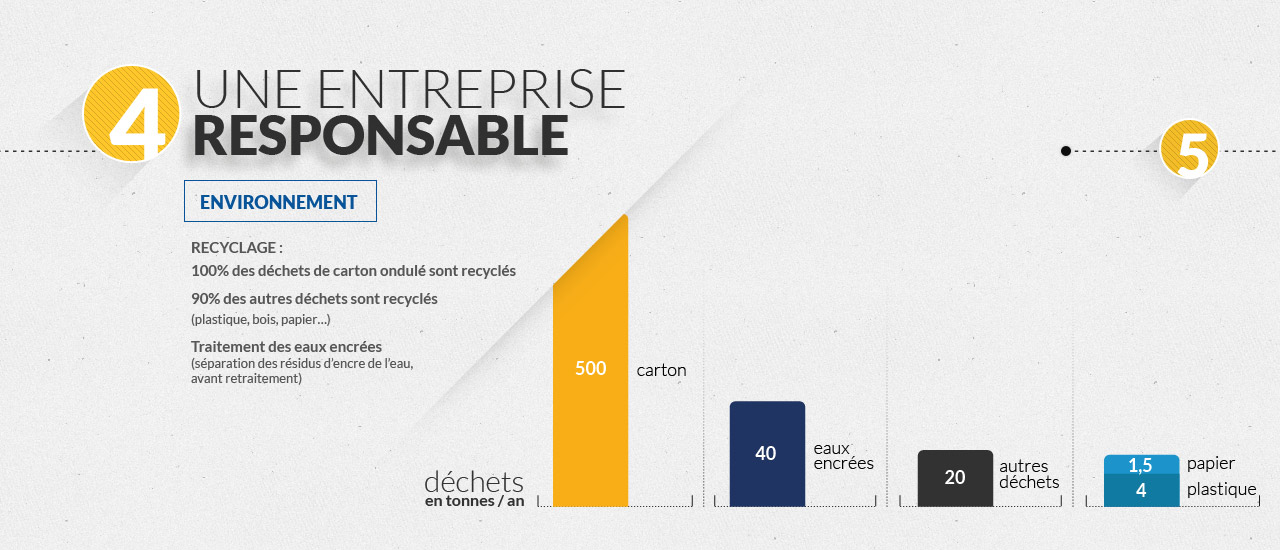 4
UNE ENTREPRISE
RESPONSABLE
5
ENVIRONNEMENT
RECYCLAGE :
100% des déchets de carton ondulé sont recyclés
90% des autres déchets sont recyclés
(plastique, bois, papier...)
Traitement des eaux encrées
(séparation des résidus d'encre de l'eau,
avant retraitement)
déchets
en tonnes / an
500
carton
40
eaux
encrées
20
autres
déchets
1,5
papier
4
plastique